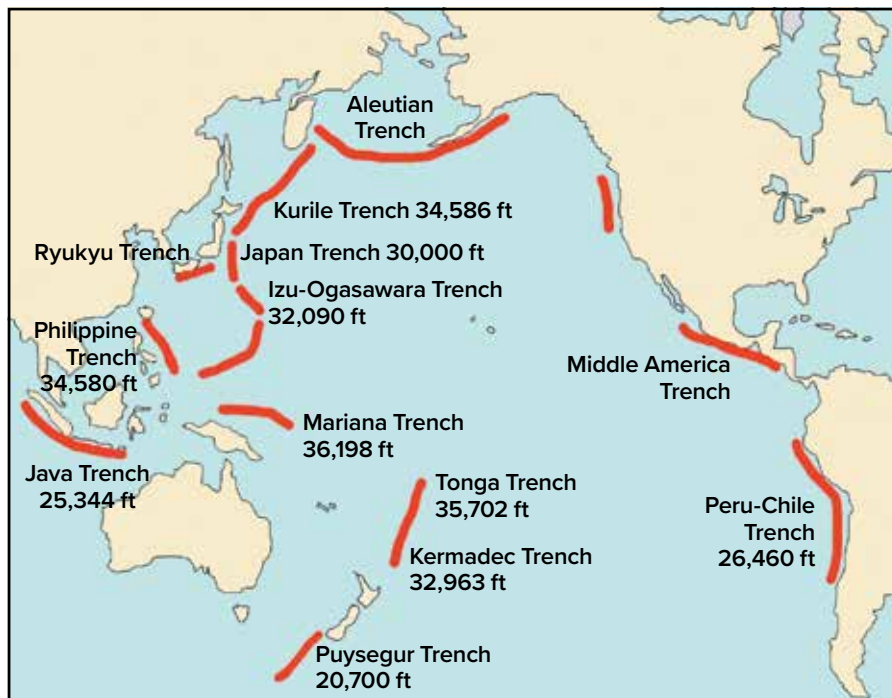 Aleutian
Trench
Kurile Trench 34,586 ft
Ryukyu Trench
Japan Trench 30,000 ft
Izu-Ogasawara Trench
32,090 ft
Philippine
Trench
34,580 ft
Middle America
Trench
Mariana Trench
36,198 ft
Java Trench
25,344 ft
Tonga Trench
35,702 ft
Peru-Chile
Trench
26,460 ft
Kermadec Trench
32,963 ft
Puysegur Trench
20,700 ft